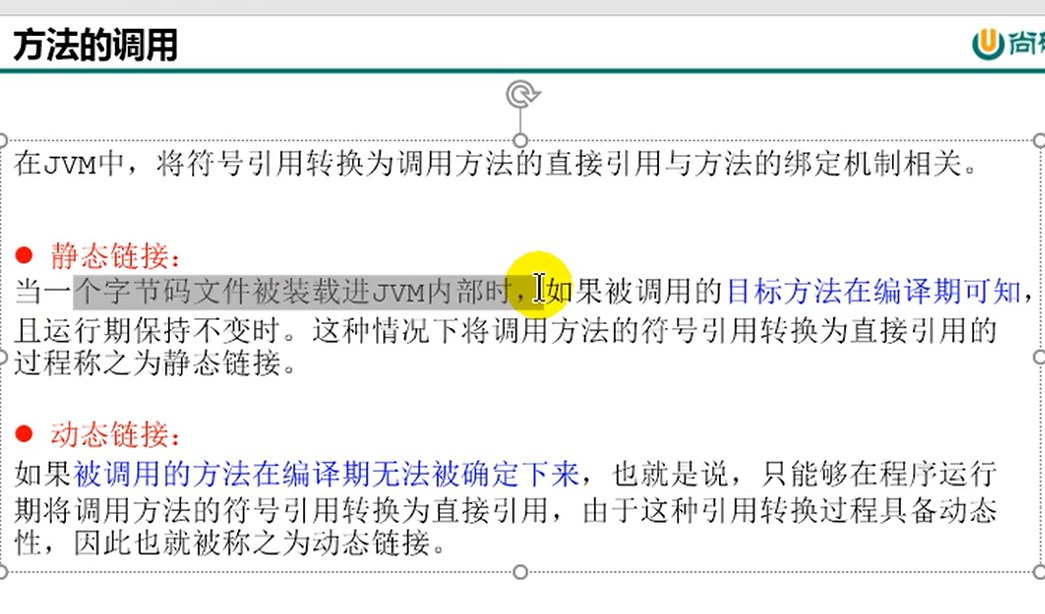 方法的调用
尚
在JVM中，将符号引用转换为调用方法的直接引用与方法的绑定机制相关。
● 静态链接：
当一个字节码文件被装载进JVM内部时，如果被调用的目标方法在编译期可知，
且运行期保持不变时。这种情况下将调用方法的符号引用转换为直接引用的
过程称之为静态链接。
● 动态链接：
如果被调用的方法在编译期无法被确定下来，也就是说，只能够在程序运行
期将调用方法的符号引用转换为直接引用，由于这种引用转换过程具备动态
性，因此也就被称之为动态链接。